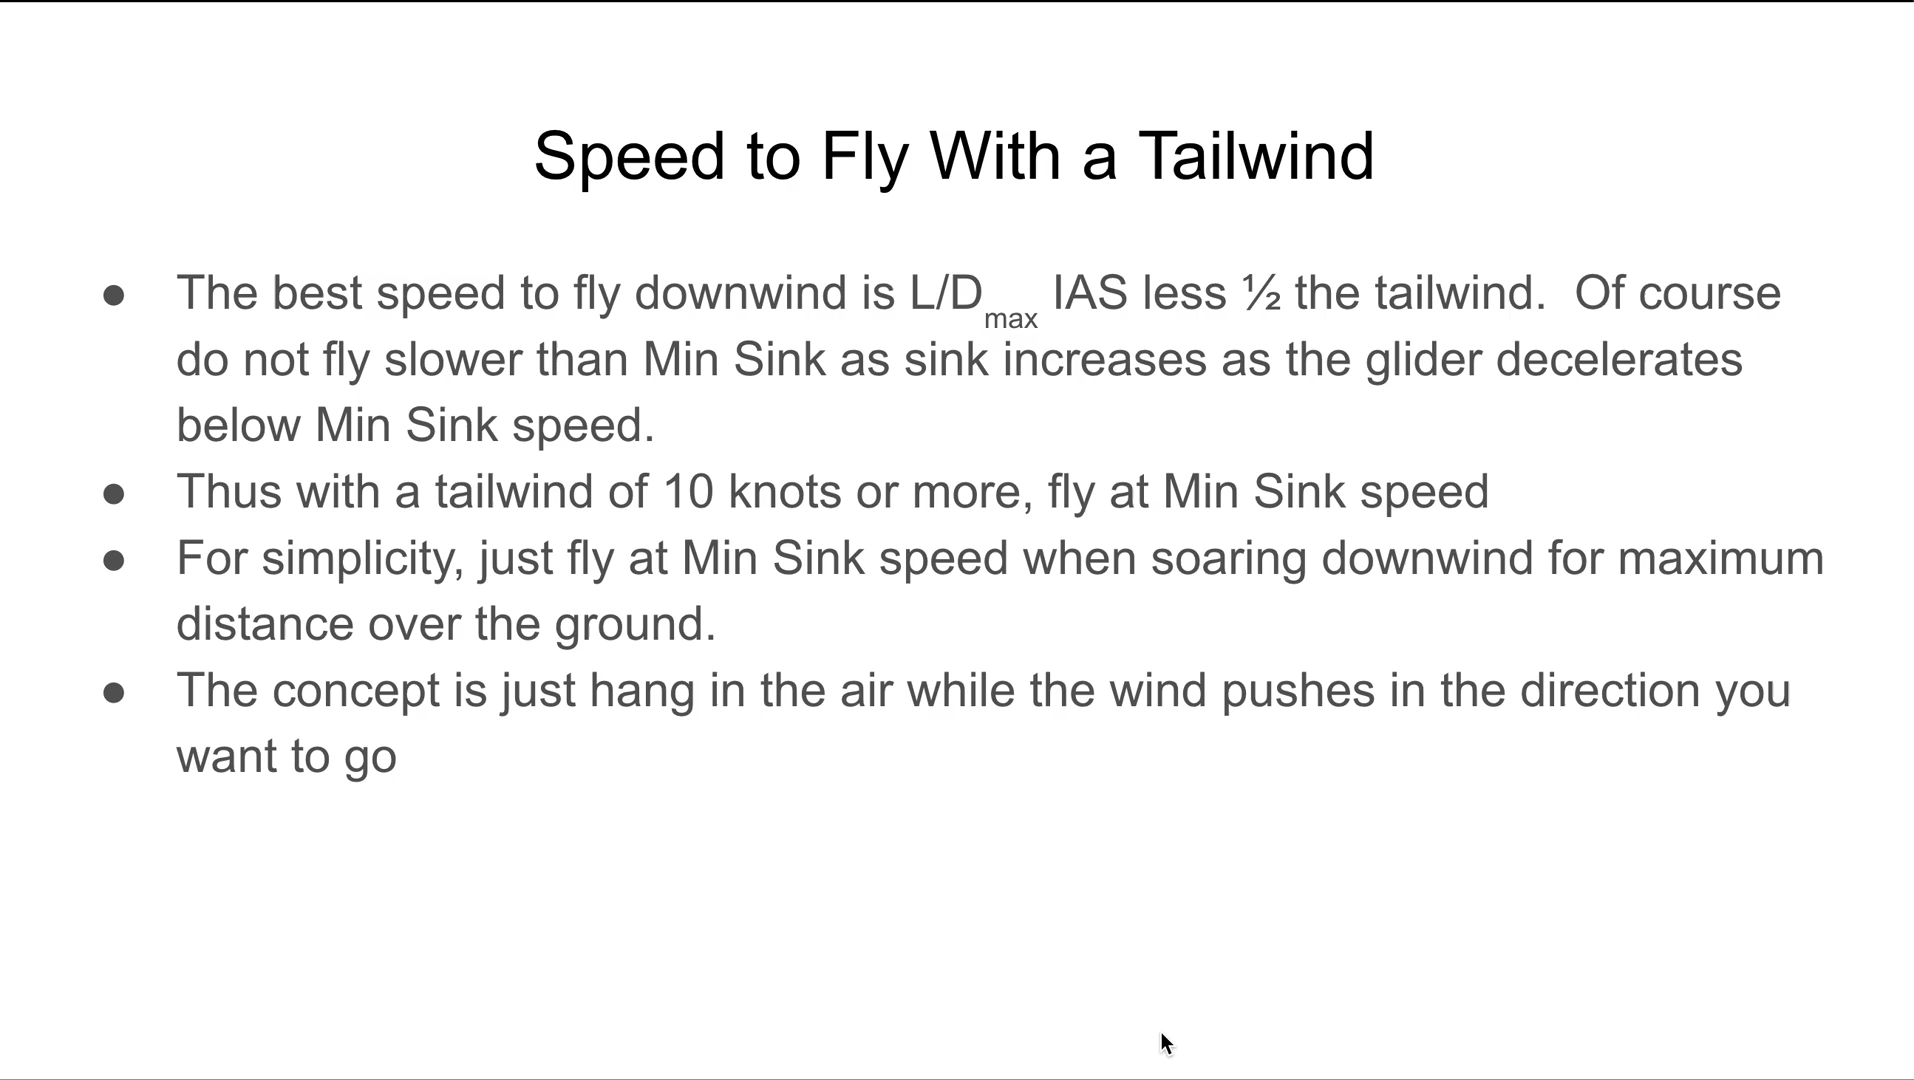 Speed to Fly With a Tailwind
● The best speed to fly downwind is L/Dmax IAS less ½ the tailwind.  Of course
do not fly slower than Min Sink as sink increases as the glider decelerates
below Min Sink speed.
● Thus with a tailwind of 10 knots or more, fly at Min Sink speed
● For simplicity, just fly at Min Sink speed when soaring downwind for maximum
distance over the ground.
● The concept is just hang in the air while the wind pushes in the direction you
want to go